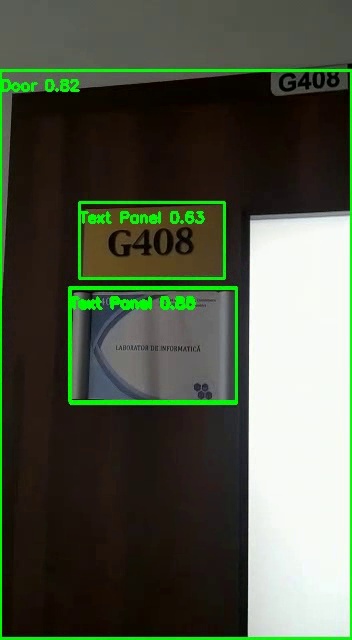 G408
Door 0.82
Text Panel 0.63
G408
Text Panel 0.88
LABORATOR DE INFORMATICĂ